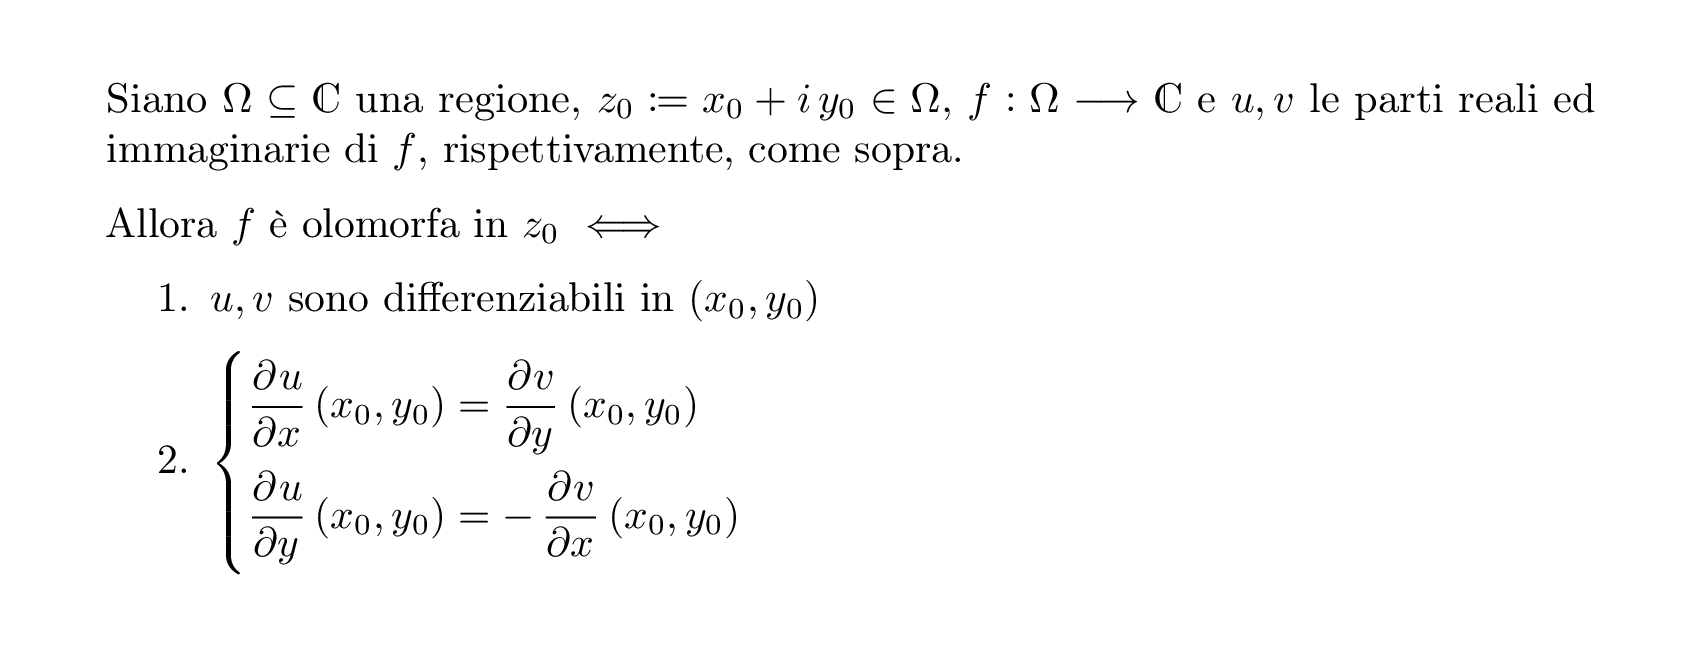 Siano Ω ⊆ ℂ una regione, z₀ := x₀ + i y₀ ∈ Ω, f : Ω ⟶ ℂ e u, v le parti reali ed
immaginarie di f, rispettivamente, come sopra.
Allora f è olomorfa in z₀ ⟺
1. u, v sono differenziabili in (x₀, y₀)
2. { ∂u/∂x (x₀, y₀) = ∂v/∂y (x₀, y₀)
∂u/∂y (x₀, y₀) = − ∂v/∂x (x₀, y₀)